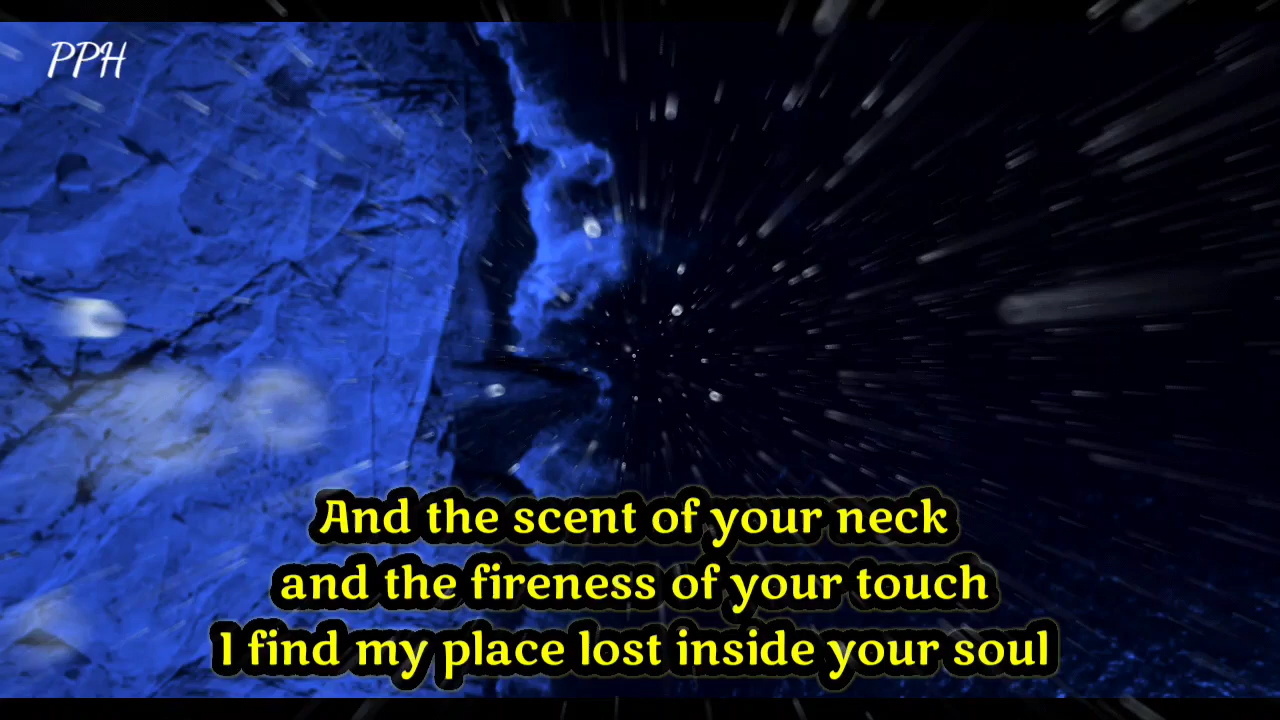 PPH
And the scent of your neck
and the fireness of your touch
I find my place lost inside your soul